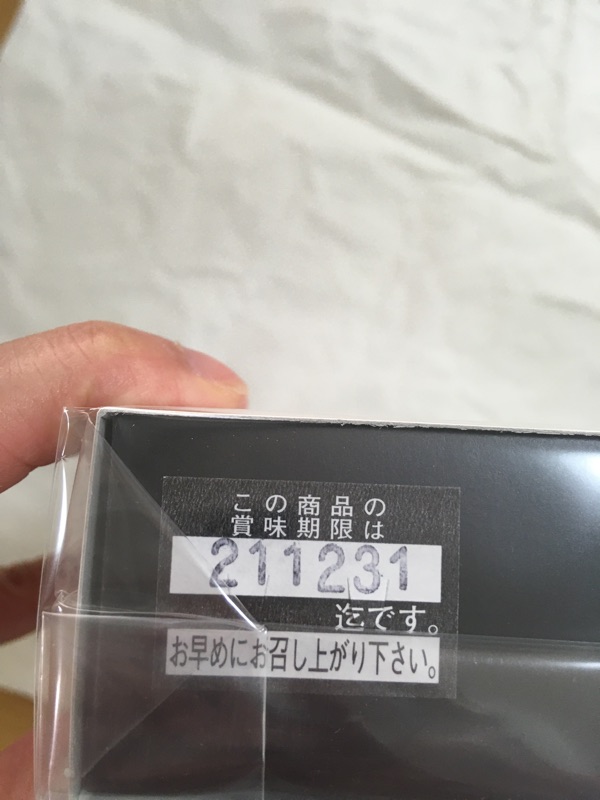 この商品の
賞味期限は
211231
迄です。
お早めにお召し上がり下さい。